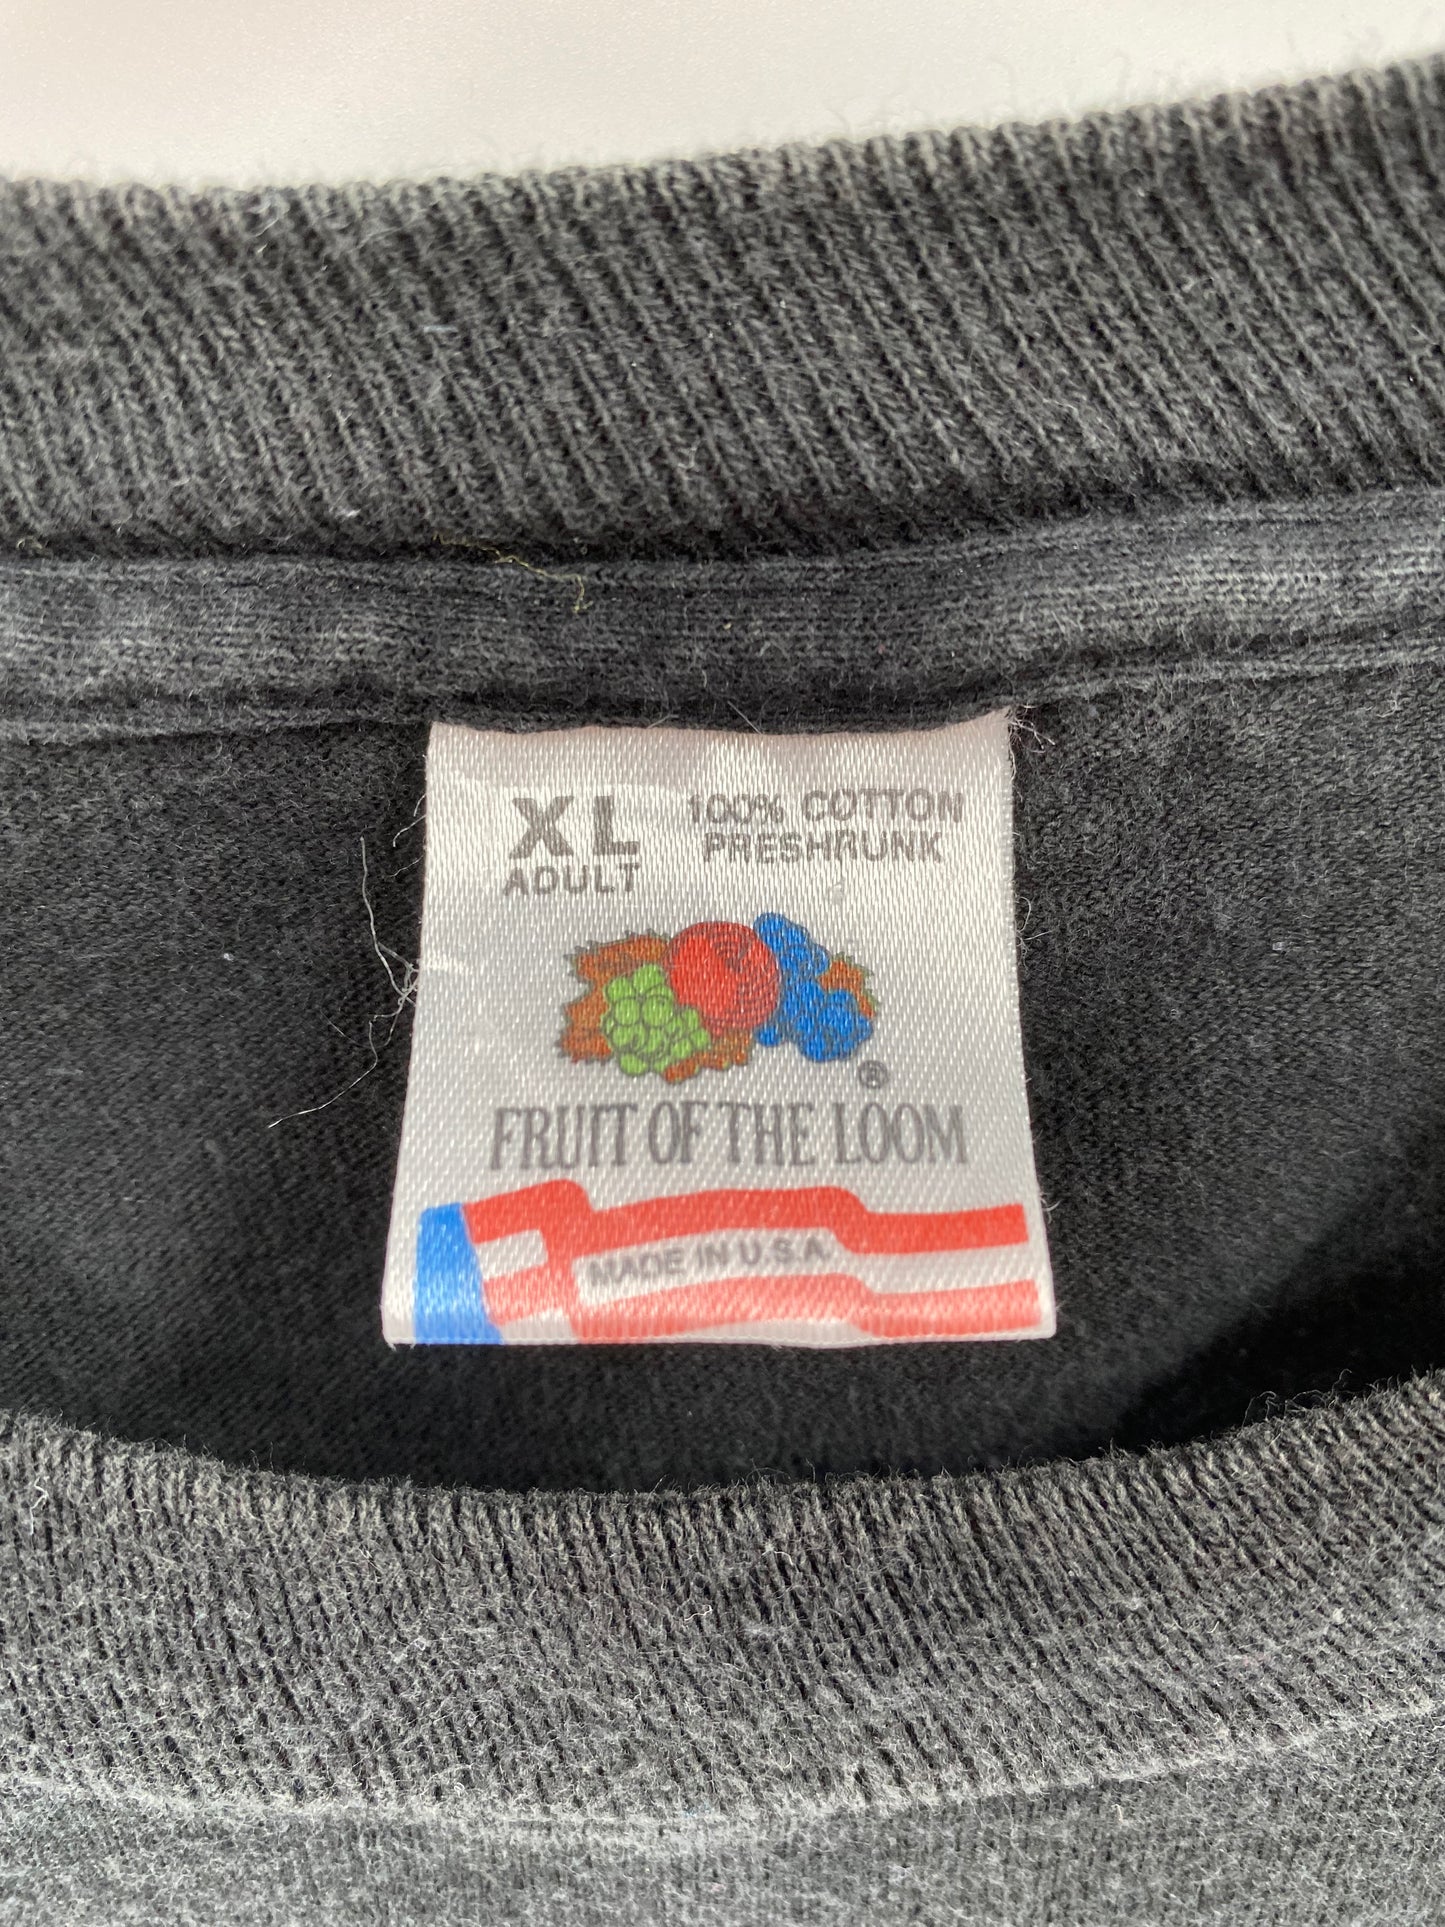 XL
ADULT
100% COTTON
PRESHRUNK
®
FRUIT OF THE LOOM
MADE IN U.S.A.